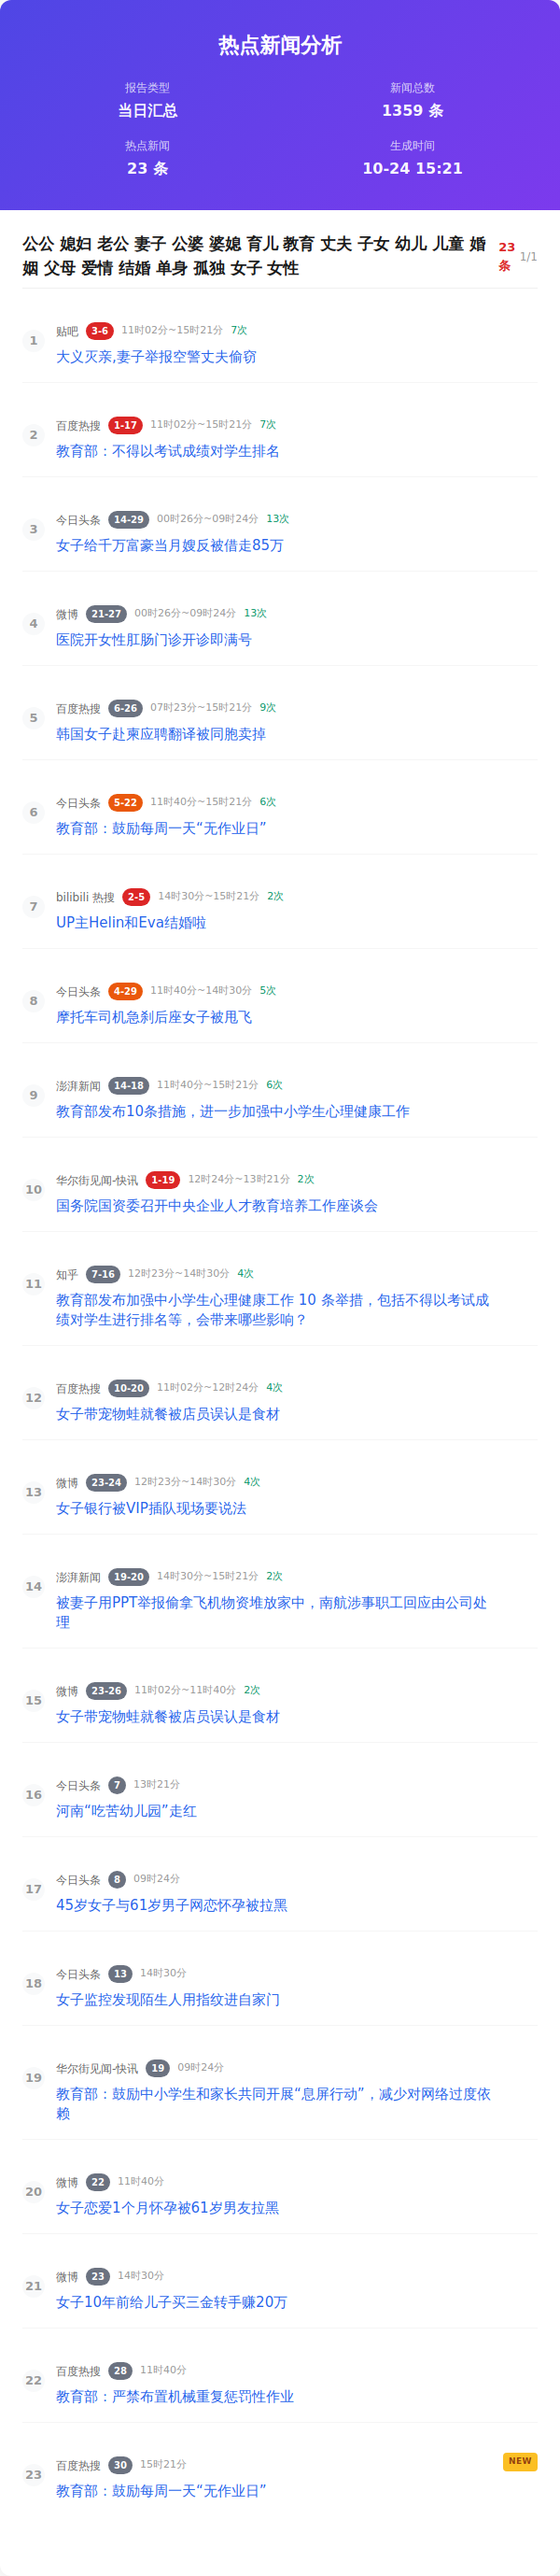 热点新闻分析
报告类型
新闻总数
当日汇总
1359 条
热点新闻
生成时间
23 条
10-24 15:21
公公 媳妇 老公 妻子 公婆 婆媳 育儿 教育 丈夫 子女 幼儿 儿童 婚
姻 父母 爱情 结婚 单身 孤独 女子 女性
23
条
1/1
1
贴吧 3-6 11时02分~15时21分 7次
大义灭亲,妻子举报空警丈夫偷窃
2
百度热搜 1-17 11时02分~15时21分 7次
教育部：不得以考试成绩对学生排名
3
今日头条 14-29 00时26分~09时24分 13次
女子给千万富豪当月嫂反被借走85万
4
微博 21-27 00时26分~09时24分 13次
医院开女性肛肠门诊开诊即满号
5
百度热搜 6-26 07时23分~15时21分 9次
韩国女子赴柬应聘翻译被同胞卖掉
6
今日头条 5-22 11时40分~15时21分 6次
教育部：鼓励每周一天“无作业日”
7
bilibili 热搜 2-5 14时30分~15时21分 2次
UP主Helin和Eva结婚啦
8
今日头条 4-29 11时40分~14时30分 5次
摩托车司机急刹后座女子被甩飞
9
澎湃新闻 14-18 11时40分~15时21分 6次
教育部发布10条措施，进一步加强中小学生心理健康工作
10
华尔街见闻-快讯 1-19 12时24分~13时21分 2次
国务院国资委召开中央企业人才教育培养工作座谈会
11
知乎 7-16 12时23分~14时30分 4次
教育部发布加强中小学生心理健康工作 10 条举措，包括不得以考试成
绩对学生进行排名等，会带来哪些影响？
12
百度热搜 10-20 11时02分~12时24分 4次
女子带宠物蛙就餐被店员误认是食材
13
微博 23-24 12时23分~14时30分 4次
女子银行被VIP插队现场要说法
14
澎湃新闻 19-20 14时30分~15时21分 2次
被妻子用PPT举报偷拿飞机物资堆放家中，南航涉事职工回应由公司处
理
15
微博 23-26 11时02分~11时40分 2次
女子带宠物蛙就餐被店员误认是食材
16
今日头条 7 13时21分
河南“吃苦幼儿园”走红
17
今日头条 8 09时24分
45岁女子与61岁男子网恋怀孕被拉黑
18
今日头条 13 14时30分
女子监控发现陌生人用指纹进自家门
19
华尔街见闻-快讯 19 09时24分
教育部：鼓励中小学生和家长共同开展“息屏行动”，减少对网络过度依
赖
20
微博 22 11时40分
女子恋爱1个月怀孕被61岁男友拉黑
21
微博 23 14时30分
女子10年前给儿子买三金转手赚20万
22
百度热搜 28 11时40分
教育部：严禁布置机械重复惩罚性作业
23
百度热搜 30 15时21分
NEW
教育部：鼓励每周一天“无作业日”